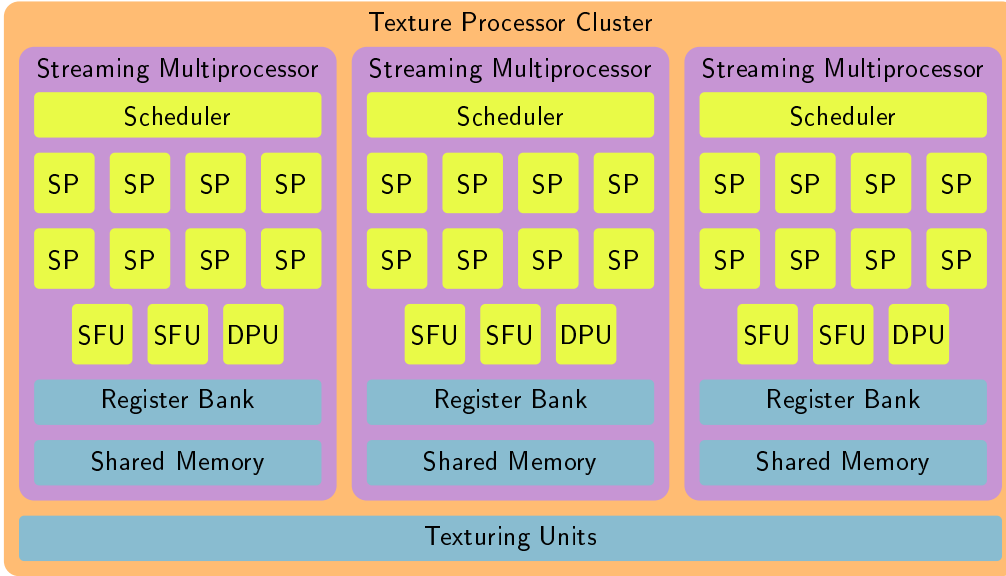 Texture Processor Cluster
Streaming Multiprocessor Streaming Multiprocessor Streaming Multiprocessor
Scheduler Scheduler Scheduler
SP SP SP SP SP SP SP SP SP SP SP SP
SP SP SP SP SP SP SP SP SP SP SP SP
SFU SFU DPU SFU SFU DPU SFU SFU DPU
Register Bank Register Bank Register Bank
Shared Memory Shared Memory Shared Memory
Texturing Units